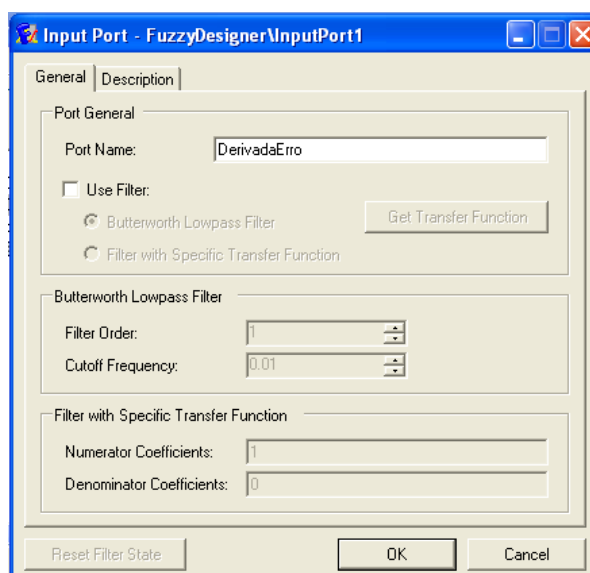 Input Port - FuzzyDesigner\InputPort1
General Description
Port General
Port Name: DerivadaErro
Use Filter:
Butterworth Lowpass Filter Get Transfer Function
Filter with Specific Transfer Function
Butterworth Lowpass Filter
Filter Order: 1
Cutoff Frequency: 0.01
Filter with Specific Transfer Function
Numerator Coefficients: 1
Denominator Coefficients: 0
Reset Filter State OK Cancel